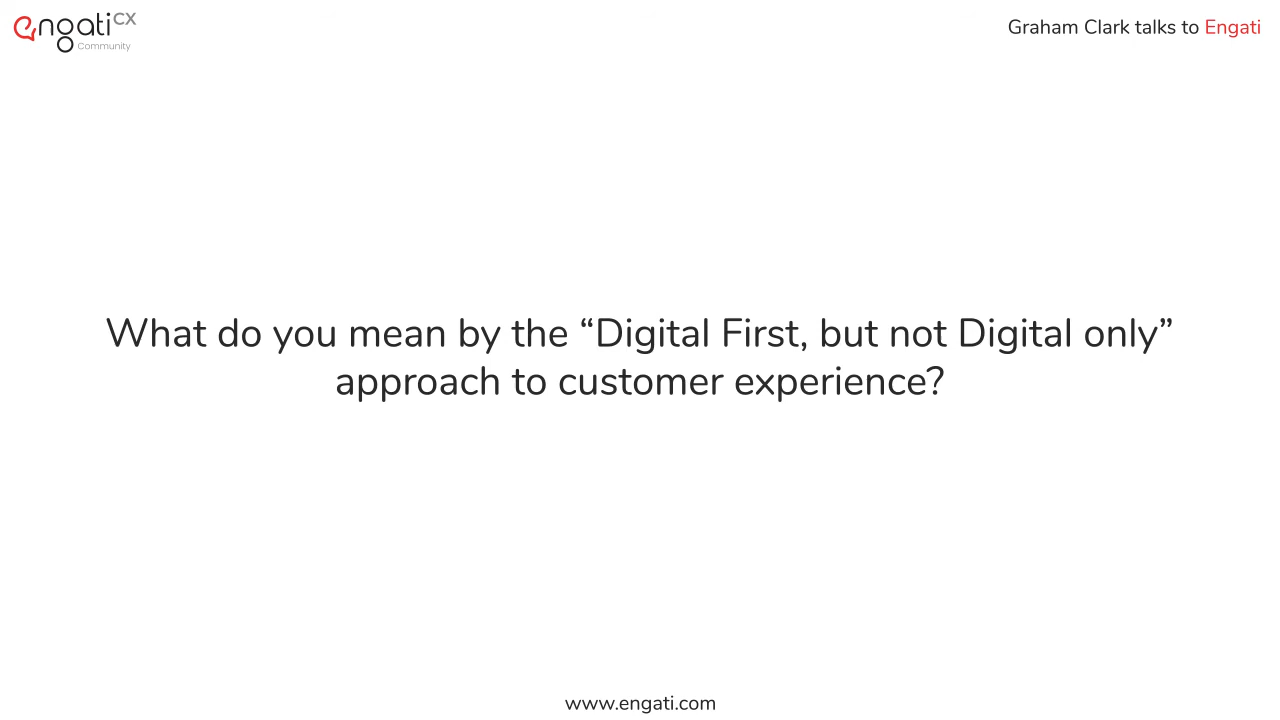 engati CX
Community
Graham Clark talks to Engati
What do you mean by the “Digital First, but not Digital only”
approach to customer experience?
www.engati.com